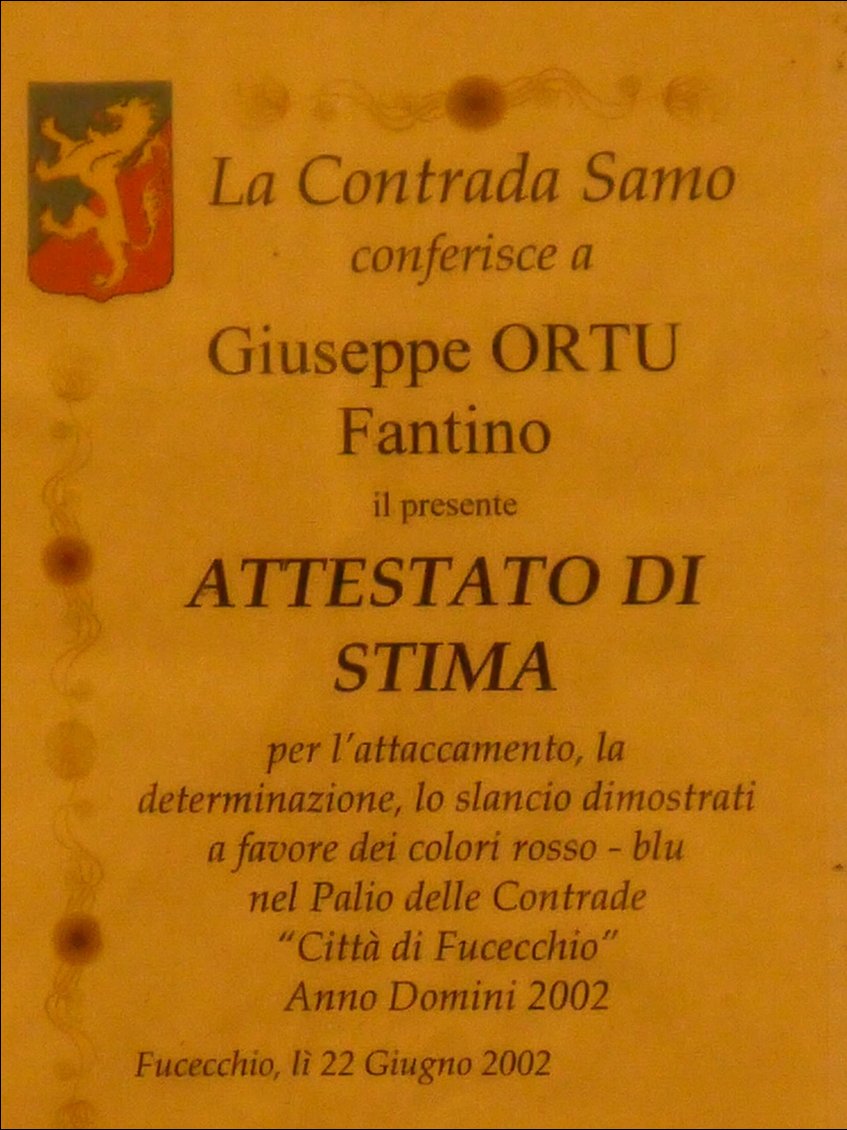 La Contrada Samo
conferisce a
Giuseppe ORTU
Fantino
il presente
ATTESTATO DI
STIMA
per l'attaccamento, la
determinazione, lo slancio dimostrati
a favore dei colori rosso - blu
nel Palio delle Contrade
"Città di Fucecchio"
Anno Domini 2002
Fucecchio, lì 22 Giugno 2002